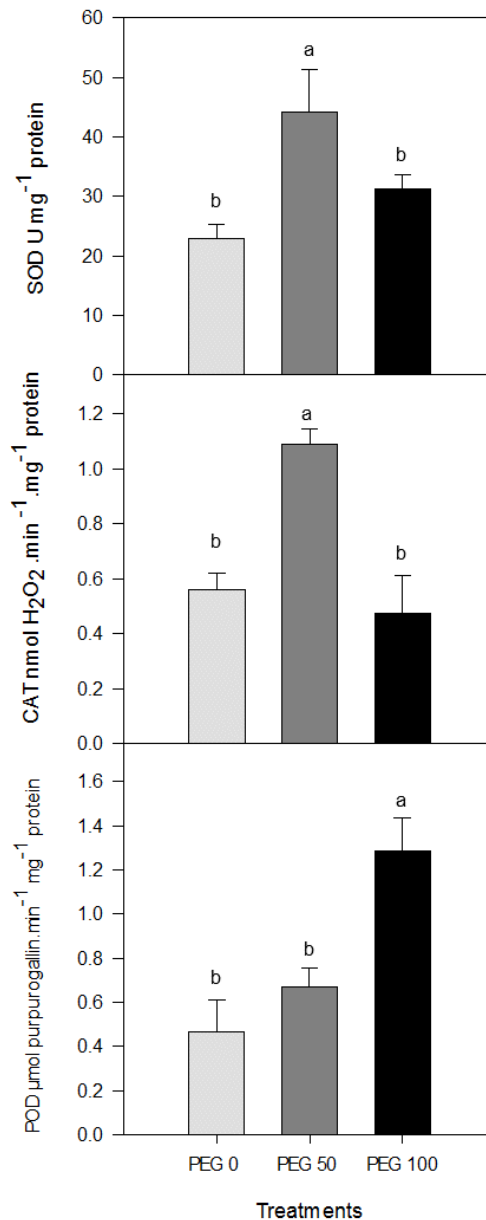 60
50
40
30
20
10
0
SOD U mg⁻¹ protein
b
a
b
1.2
1.0
0.8
0.6
0.4
0.2
0.0
CAT nmol H₂O₂ .min⁻¹ .mg⁻¹ protein
b
a
b
1.6
1.4
1.2
1.0
0.8
0.6
0.4
0.2
0.0
POD µmol purpurogallin.min⁻¹ mg⁻¹ protein
b
b
a
PEG 0 PEG 50 PEG 100
Treatments